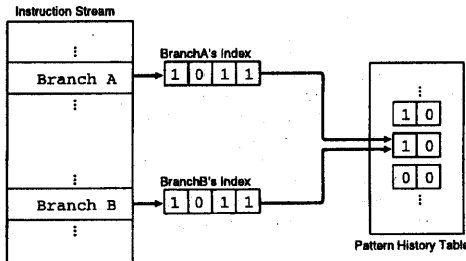 Instruction Stream
⋮
Branch A
⋮
⋮
Branch B
⋮
BranchA's Index
1 0 1 1
BranchB's Index
1 0 1 1
⋮
1 0
1 0
0 0
⋮
Pattern History Table